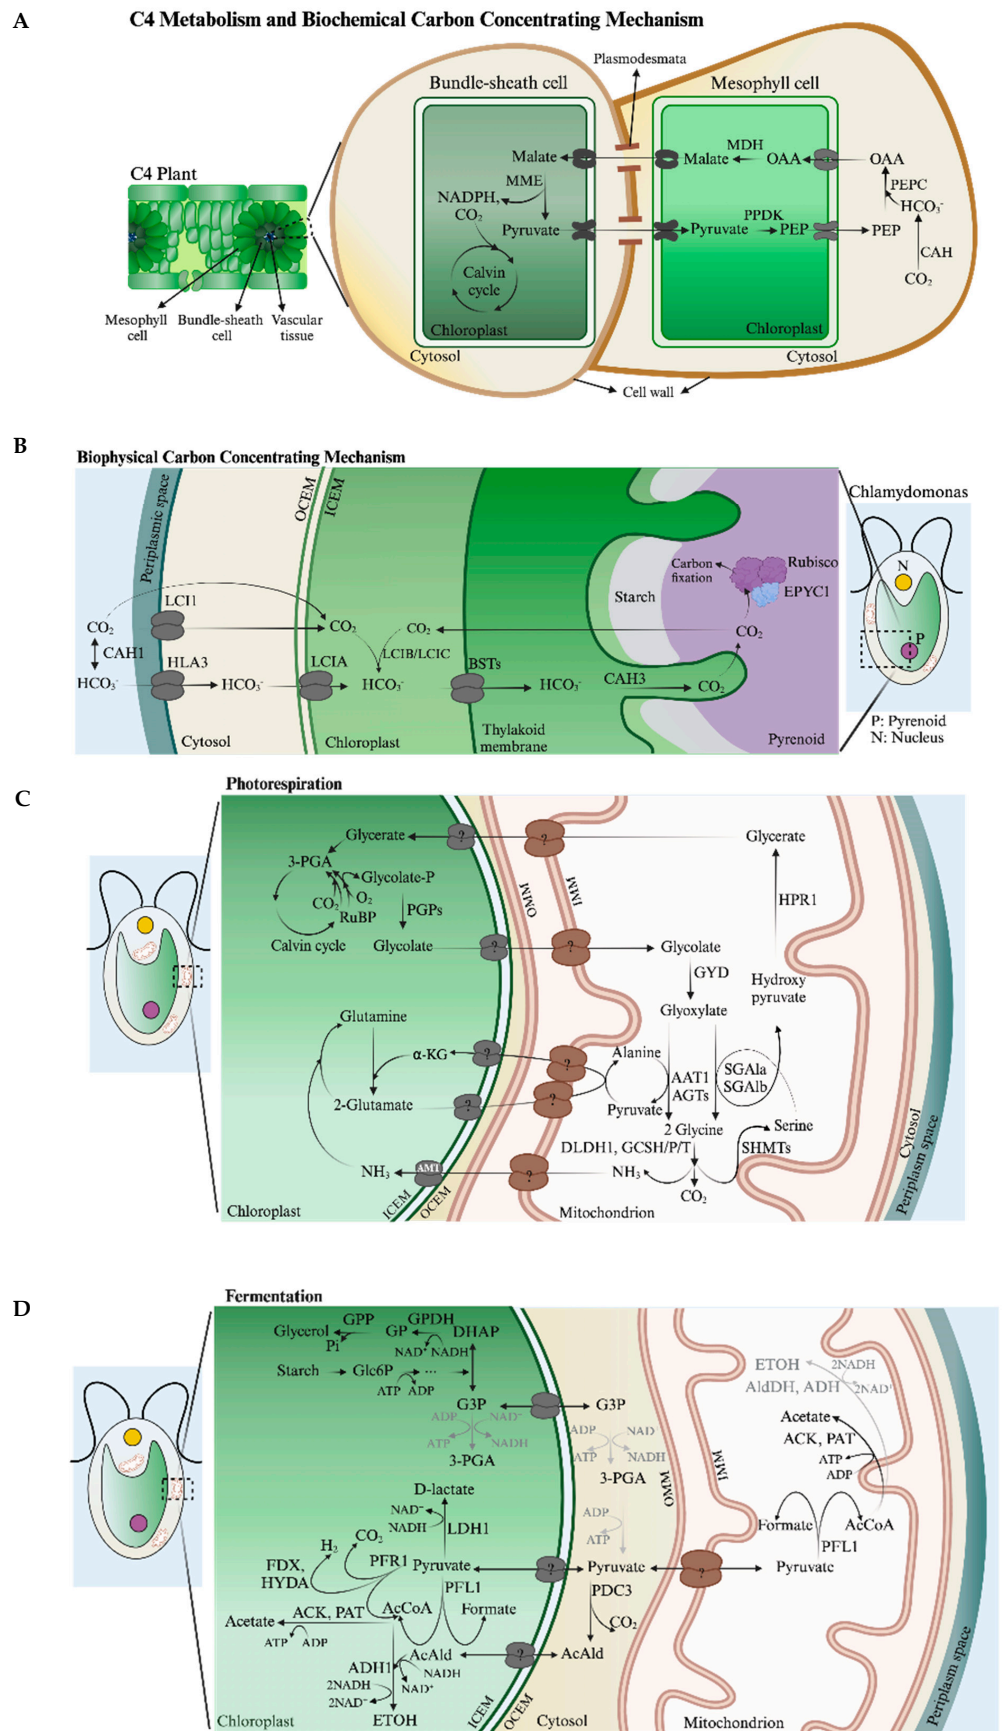 A
C4 Metabolism and Biochemical Carbon Concentrating Mechanism
Plasmodesmata
Bundle-sheath cell
Mesophyll cell
Malate
Malate
MDH
OAA
OAA
MME
NADPH,
CO₂
Pyruvate
Pyruvate
PPDK
PEP
PEP
PEPC
HCO₃⁻
CAH
CO₂
Calvin
cycle
Chloroplast
Cytosol
Chloroplast
Cytosol
Cell wall
C4 Plant
Mesophyll
cell
Bundle-sheath
cell
Vascular
tissue
B
Biophysical Carbon Concentrating Mechanism
Periplasmic space
OCEM
ICEM
Chlamydomonas
N
P
P: Pyrenoid
N: Nucleus
Carbon
fixation
Rubisco
EPYC1
Starch
LCI1
CO₂
CO₂
CO₂
CO₂
CAH1
HLA3
LCIA
LCIB/LCIC
BSTs
CAH3
HCO₃⁻
HCO₃⁻
HCO₃⁻
HCO₃⁻
CO₂
Cytosol
Chloroplast
Thylakoid
membrane
Pyrenoid
C
Photorespiration
Glycerate
?
?
Glycerate
3-PGA
Glycolate-P
CO₂
O₂
RuBP
PGPs
OMM
IMM
HPR1
Calvin cycle
Glycolate
?
?
Glycolate
GYD
Hydroxy
pyruvate
Glyoxylate
Glutamine
α-KG
?
?
Alanine
AAT1
AGTs
SGAIa
SGAIb
2-Glutamate
?
?
Pyruvate
2 Glycine
Serine
DLDH1, GCSH/P/T
SHMTs
NH₃
AMT
?
NH₃
CO₂
Chloroplast
ICEM
OCEM
Mitochondrion
Cytosol
Periplasm space
D
Fermentation
GPP
GPDH
Glycerol
GP
DHAP
Pi
NAD⁺
NADH
Starch
Glc6P
...
ATP
ADP
G3P
G3P
ADP
NAD⁻
ATP
NADH
3-PGA
ADP
NAD⁻
ATP
NADH
3-PGA
OMM
IMM
ETOH
2NADH
AldDH, ADH
2NAD⁺
Acetate
ACK, PAT
ATP
ADP
D-lactate
NAD⁻
NADH
LDH1
ADP
ATP
Formate
AcCoA
PFL1
CO₂
H₂
FDX,
HYDA
PFR1
Pyruvate
?
Pyruvate
?
Pyruvate
PFL1
PDC3
CO₂
Acetate
ACK, PAT
AcCoA
Formate
ATP
ADP
AcAld
?
AcAld
ADH1
NADH
2NADH
NAD⁺
2NAD⁻
ETOH
Chloroplast
ICEM
OCEM
Cytosol
Mitochondrion
Periplasm space